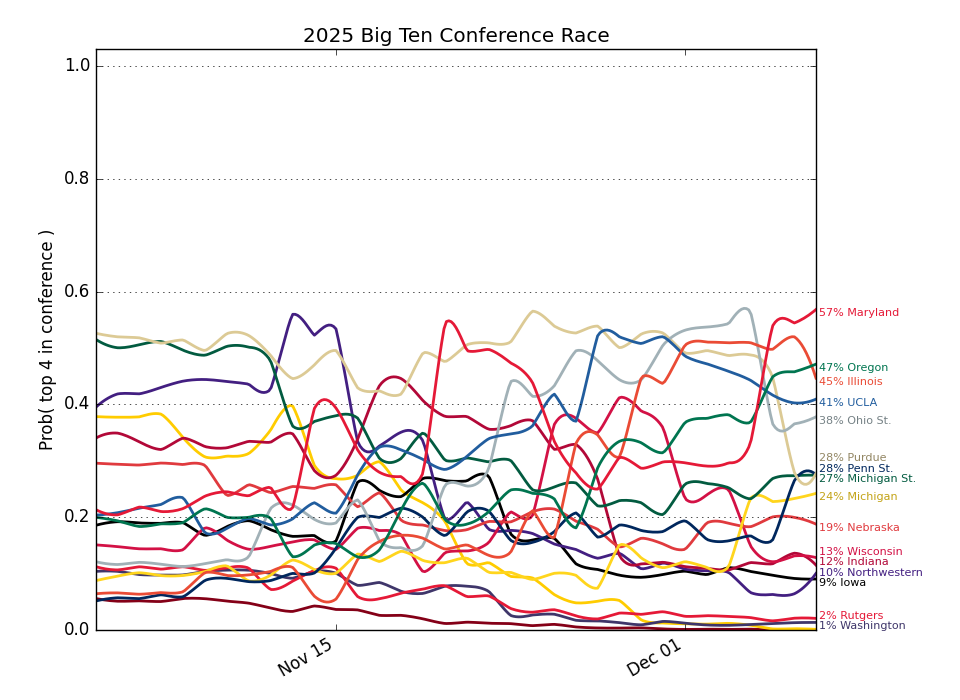 2025 Big Ten Conference Race
Prob( top 4 in conference )
1.0
0.8
0.6
0.4
0.2
0.0
Nov 15
Dec 01
57% Maryland
47% Oregon
45% Illinois
41% UCLA
38% Ohio St.
28% Purdue
28% Penn St.
27% Michigan St.
24% Michigan
19% Nebraska
13% Wisconsin
12% Indiana
10% Northwestern
9% Iowa
2% Rutgers
1% Washington